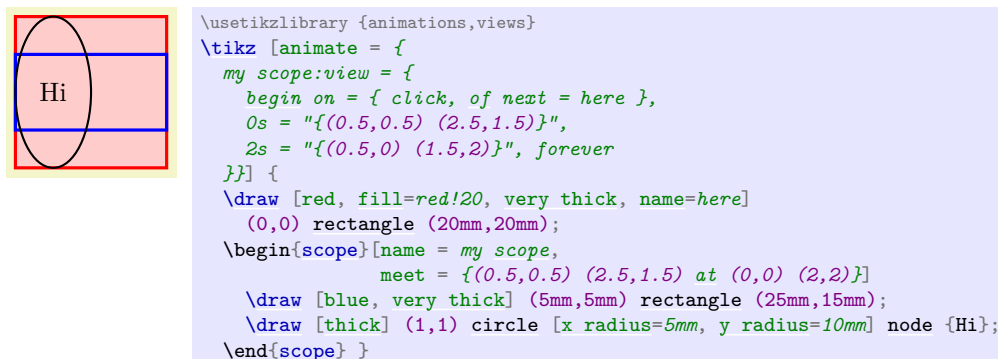 Hi
\usetikzlibrary {animations,views}
\tikz [animate = {
  my scope:view = {
    begin on = { click, of next = here },
    0s = "{(0.5,0.5) (2.5,1.5)}",
    2s = "{(0.5,0) (1.5,2)}", forever
  }}] {
  \draw [red, fill=red!20, very thick, name=here]
    (0,0) rectangle (20mm,20mm);
  \begin{scope}[name = my scope,
                meet = {(0.5,0.5) (2.5,1.5) at (0,0) (2,2)}]
    \draw [blue, very thick] (5mm,5mm) rectangle (25mm,15mm);
    \draw [thick] (1,1) circle [x radius=5mm, y radius=10mm] node {Hi};
  \end{scope} }